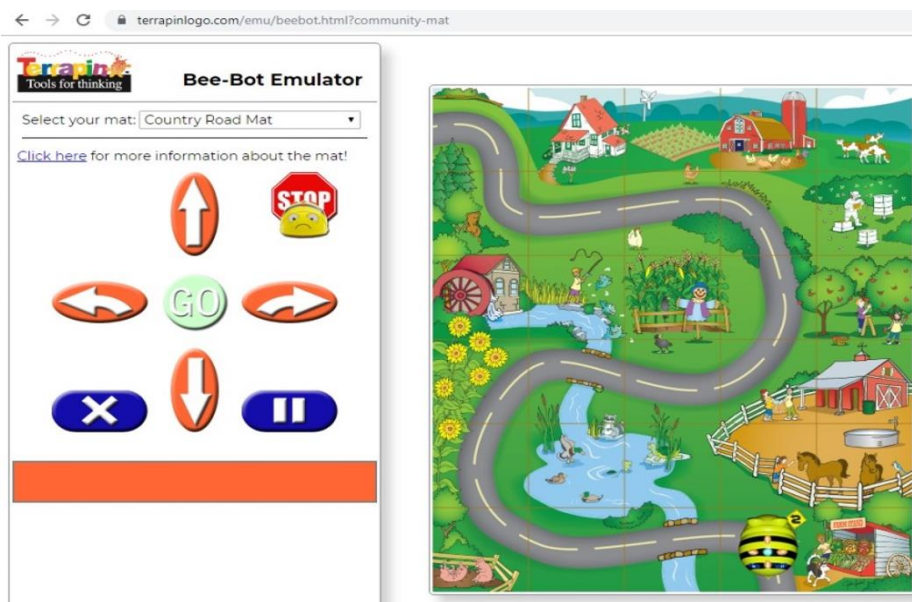 terrapinlogo.com/emu/beebot.html?community-mat
Terrapin
Tools for thinking
Bee-Bot Emulator
Select your mat: Country Road Mat
Click here for more information about the mat!
STOP
GO
2
FARM STAND